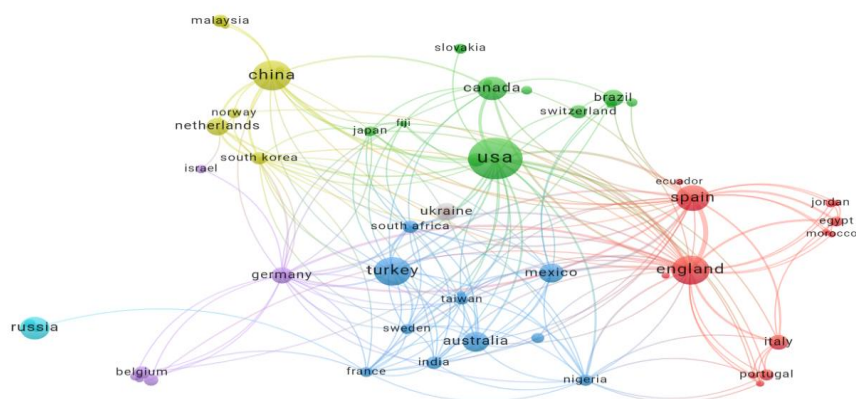 malaysia
slovakia
china
canada
brazil
norway
switzerland
netherlands
japan
fiji
south korea
usa
israel
ecuador
spain
jordan
ukraine
egypt
south africa
morocco
germany
turkey
mexico
england
taiwan
russia
sweden
australia
italy
india
belgium
france
nigeria
portugal